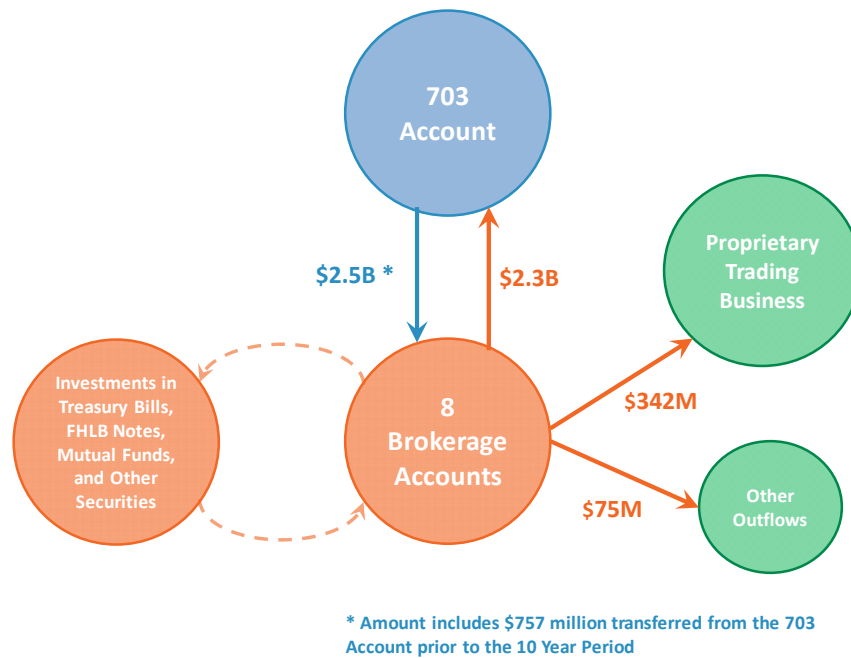 703
Account
$2.5B *
$2.3B
Proprietary
Trading
Business
Investments in
Treasury Bills,
FHLB Notes,
Mutual Funds,
and Other
Securities
8
Brokerage
Accounts
$342M
$75M
Other
Outflows
* Amount includes $757 million transferred from the 703
Account prior to the 10 Year Period